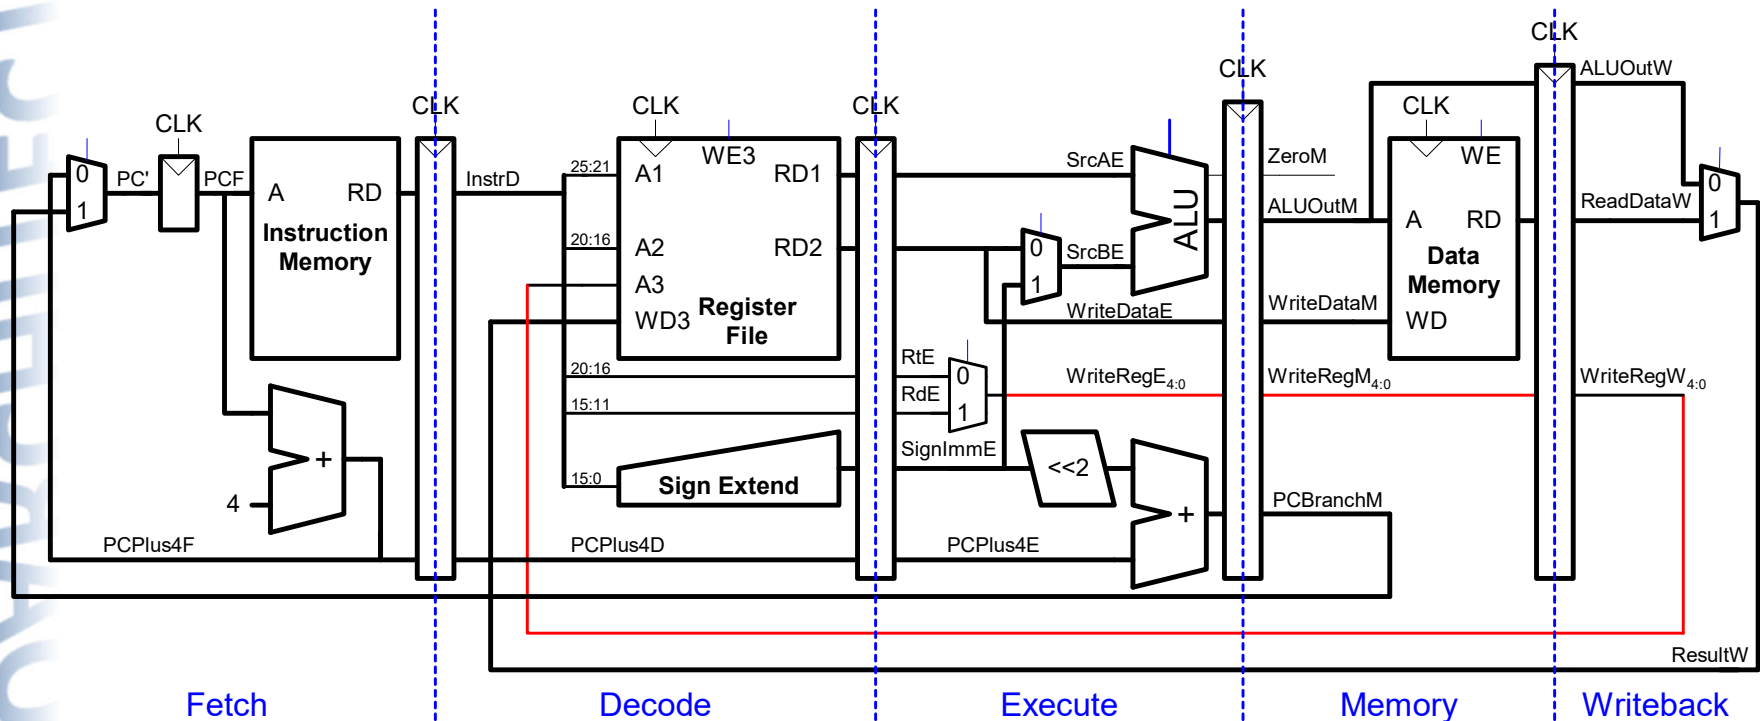 CLK
CLK
CLK
CLK
CLK
CLK
CLK
CLK
0
1
PC'
PCF
A
RD
Instruction
Memory
4
+
PCPlus4F
InstrD
25:21
20:16
20:16
15:11
15:0
A1
A2
A3
WD3
WE3
RD1
RD2
Register
File
Sign Extend
PCPlus4D
SrcAE
0
1
SrcBE
ALU
WriteDataE
RtE
RdE
0
1
WriteRegE4:0
SignImmE
<<2
+
PCPlus4E
ZeroM
ALUOutM
WriteDataM
WriteRegM4:0
PCBranchM
A
RD
WE
Data
Memory
WD
ALUOutW
ReadDataW
0
1
WriteRegW4:0
ResultW
Fetch
Decode
Execute
Memory
Writeback